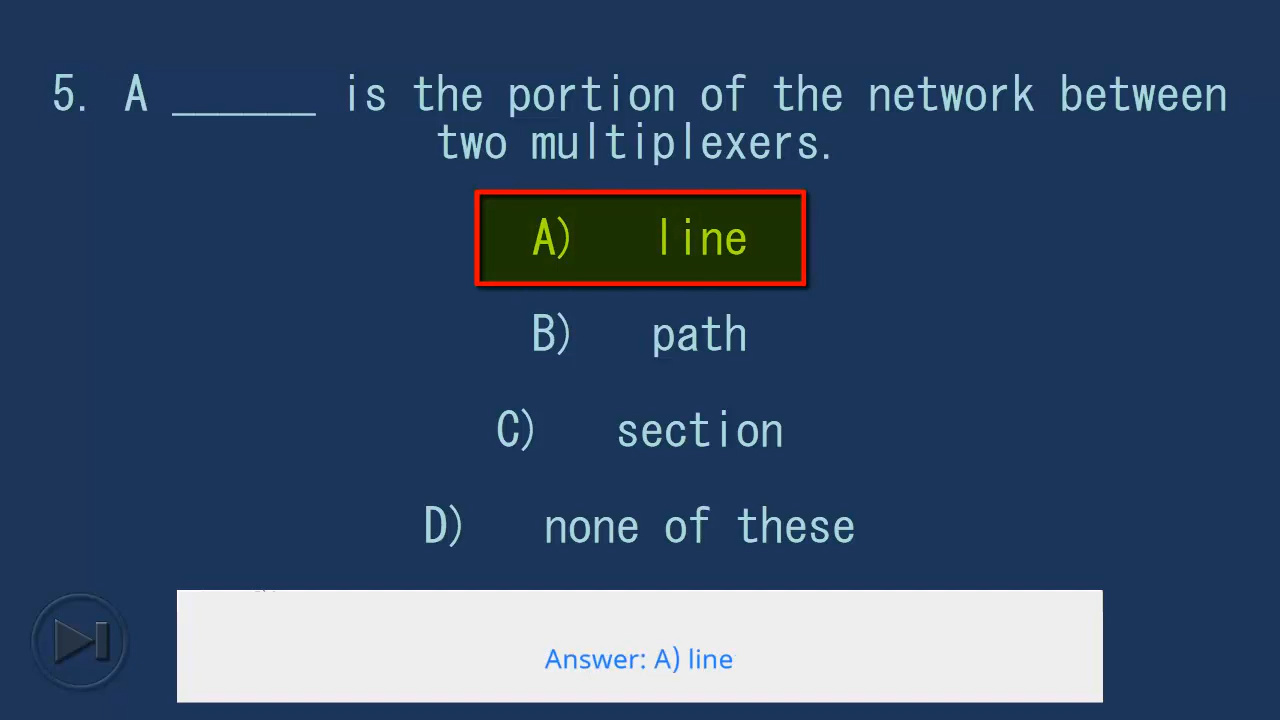 5. A ______ is the portion of the network between
two multiplexers.
A) line
B) path
C) section
D) none of these
Answer: A) line